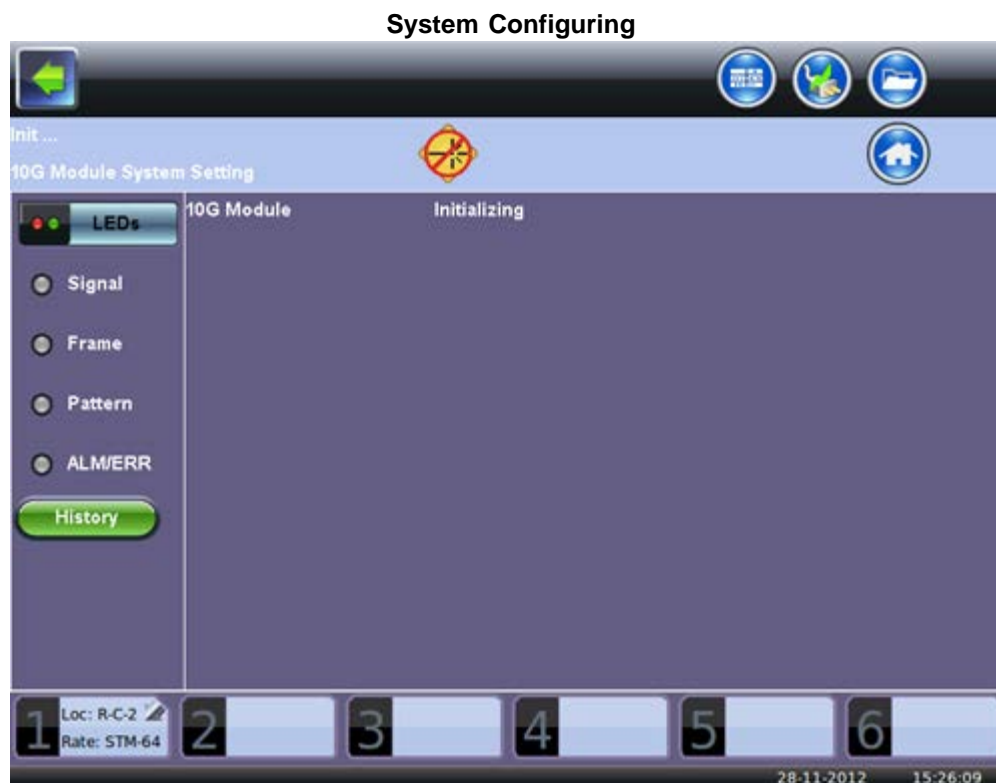 System Configuring
Init ...
10G Module System Setting
LEDs
10G Module Initializing
Signal
Frame
Pattern
ALM/ERR
History
1 Loc: R-C-2 2 3 4 5 6
Rate: STM-64
28-11-2012 15:26:09